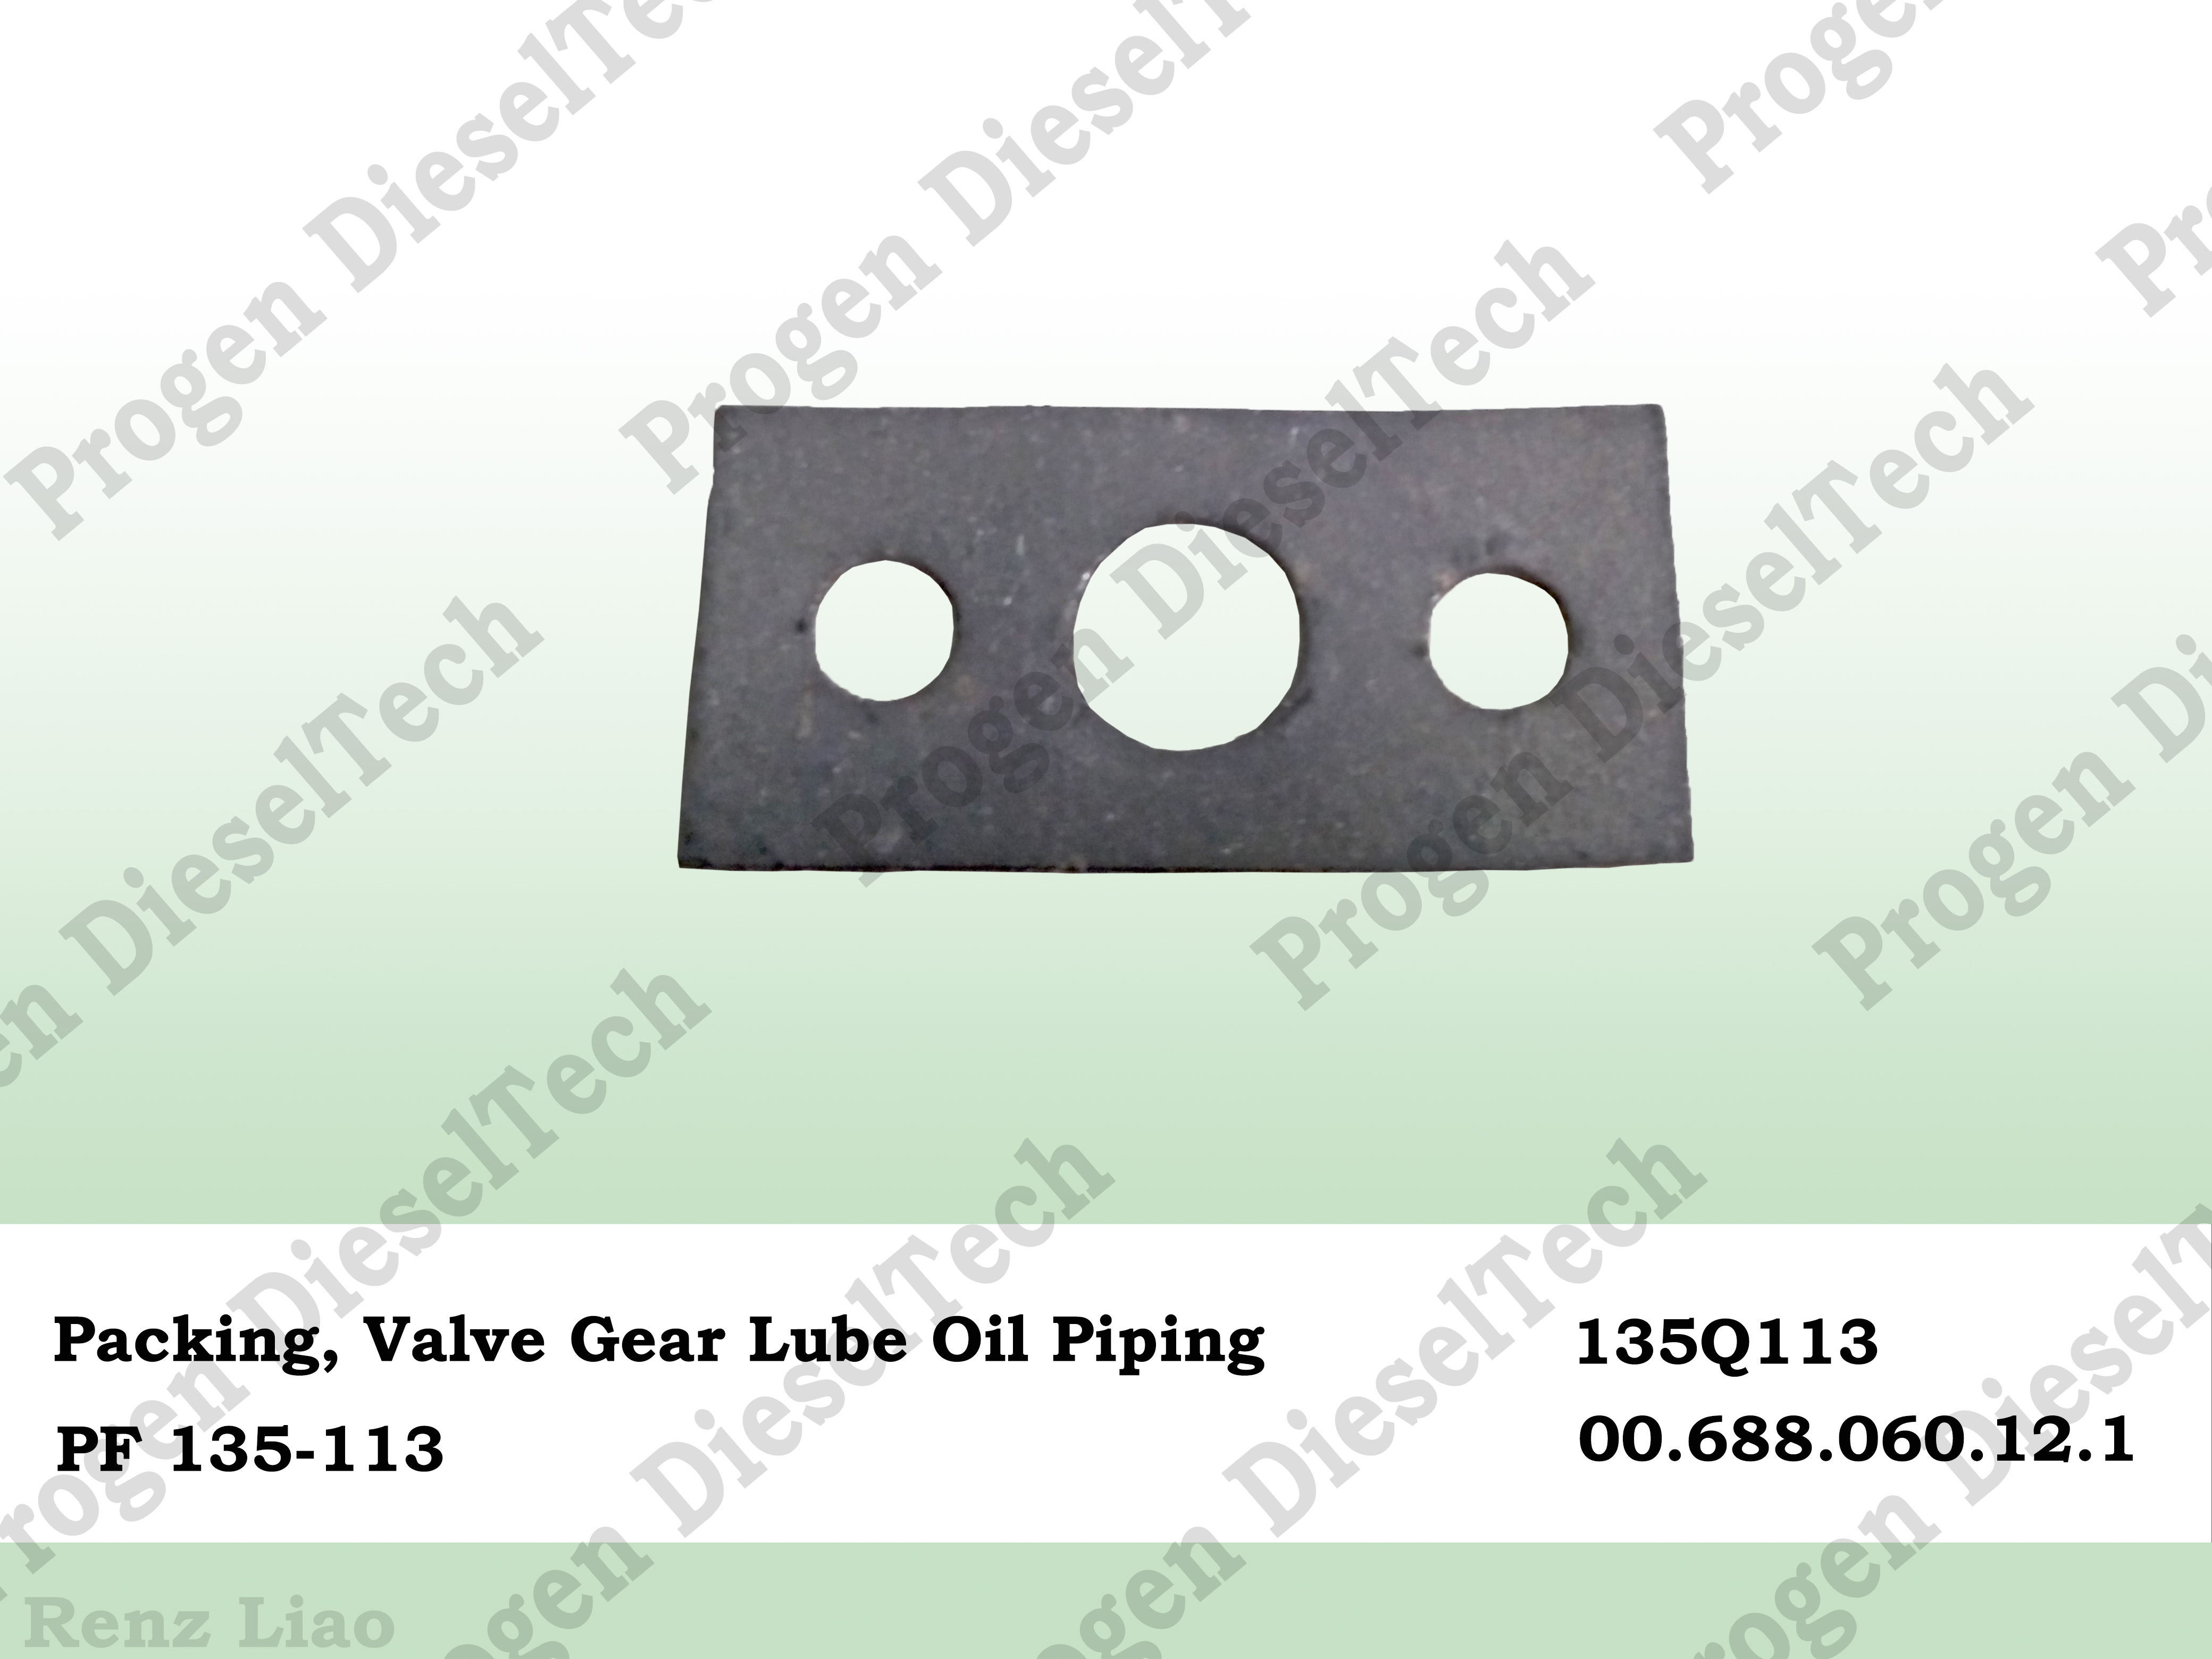 Progen DieselTech
Packing, Valve Gear Lube Oil Piping
135Q113
PF 135-113
00.688.060.12.1
Renz Liao